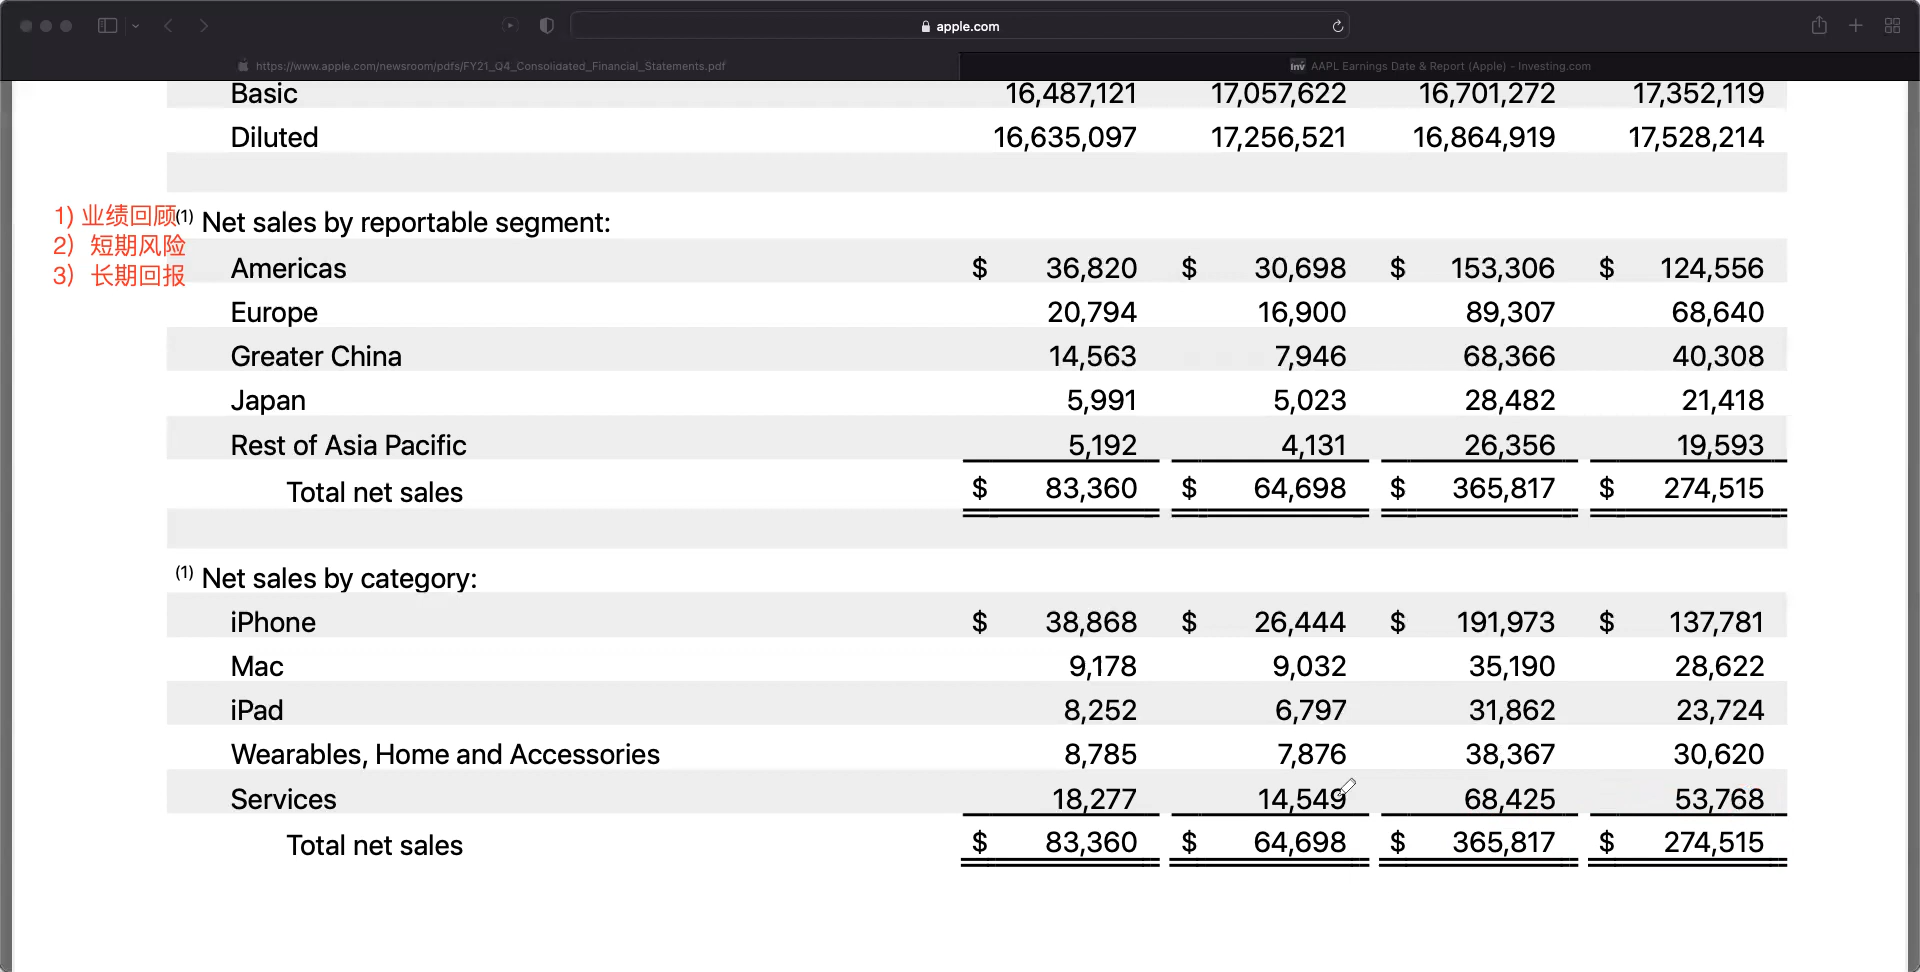 apple.com
https://www.apple.com/newsroom/pdfs/FY21_Q4_Consolidated_Financial_Statements.pdf
Inv AAPL Earnings Date & Report (Apple) - Investing.com
Basic 16,487,121 17,057,622 16,701,272 17,352,119
Diluted 16,635,097 17,256,521 16,864,919 17,528,214
1) 业绩回顾
2) 短期风险
3) 长期回报
(1) Net sales by reportable segment:
Americas $ 36,820 $ 30,698 $ 153,306 $ 124,556
Europe 20,794 16,900 89,307 68,640
Greater China 14,563 7,946 68,366 40,308
Japan 5,991 5,023 28,482 21,418
Rest of Asia Pacific 5,192 4,131 26,356 19,593
Total net sales $ 83,360 $ 64,698 $ 365,817 $ 274,515
(1) Net sales by category:
iPhone $ 38,868 $ 26,444 $ 191,973 $ 137,781
Mac 9,178 9,032 35,190 28,622
iPad 8,252 6,797 31,862 23,724
Wearables, Home and Accessories 8,785 7,876 38,367 30,620
Services 18,277 14,549 68,425 53,768
Total net sales $ 83,360 $ 64,698 $ 365,817 $ 274,515